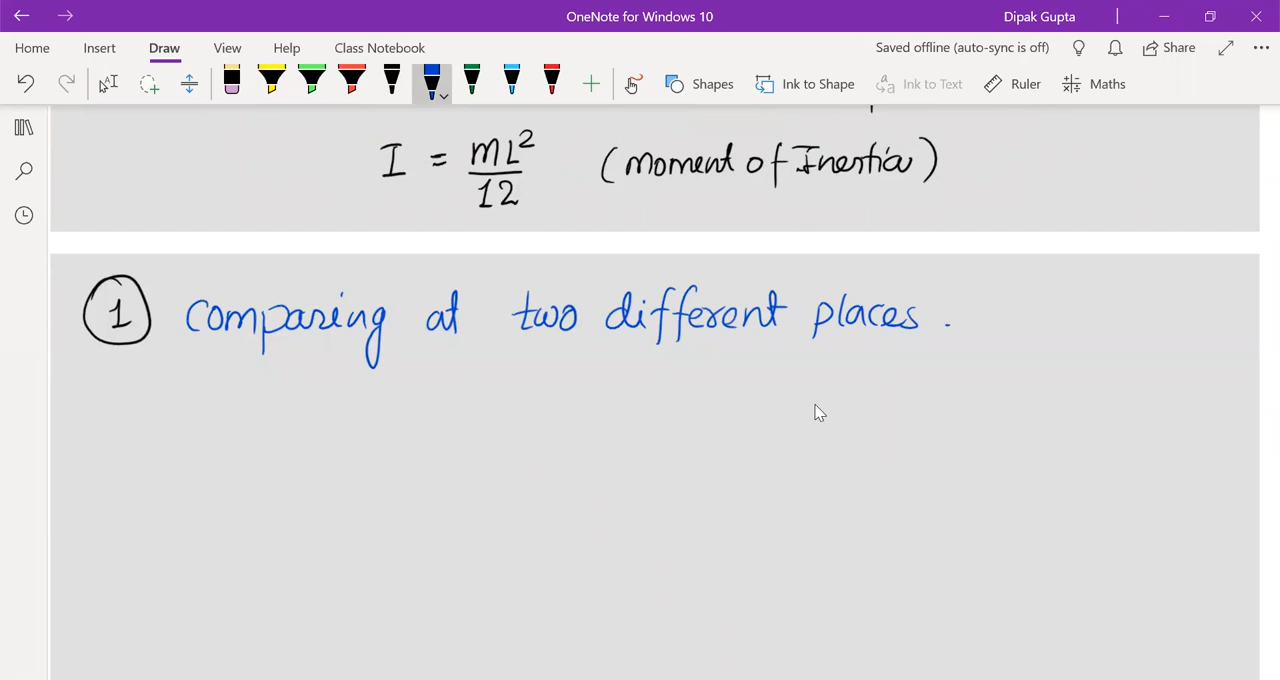 OneNote for Windows 10
Dipak Gupta
Home Insert Draw View Help Class Notebook
Saved offline (auto-sync is off)
Share
Shapes Ink to Shape Ink to Text Ruler Maths
I = mL²/12 (Moment of Inertia)
1 Comparing at two different places.